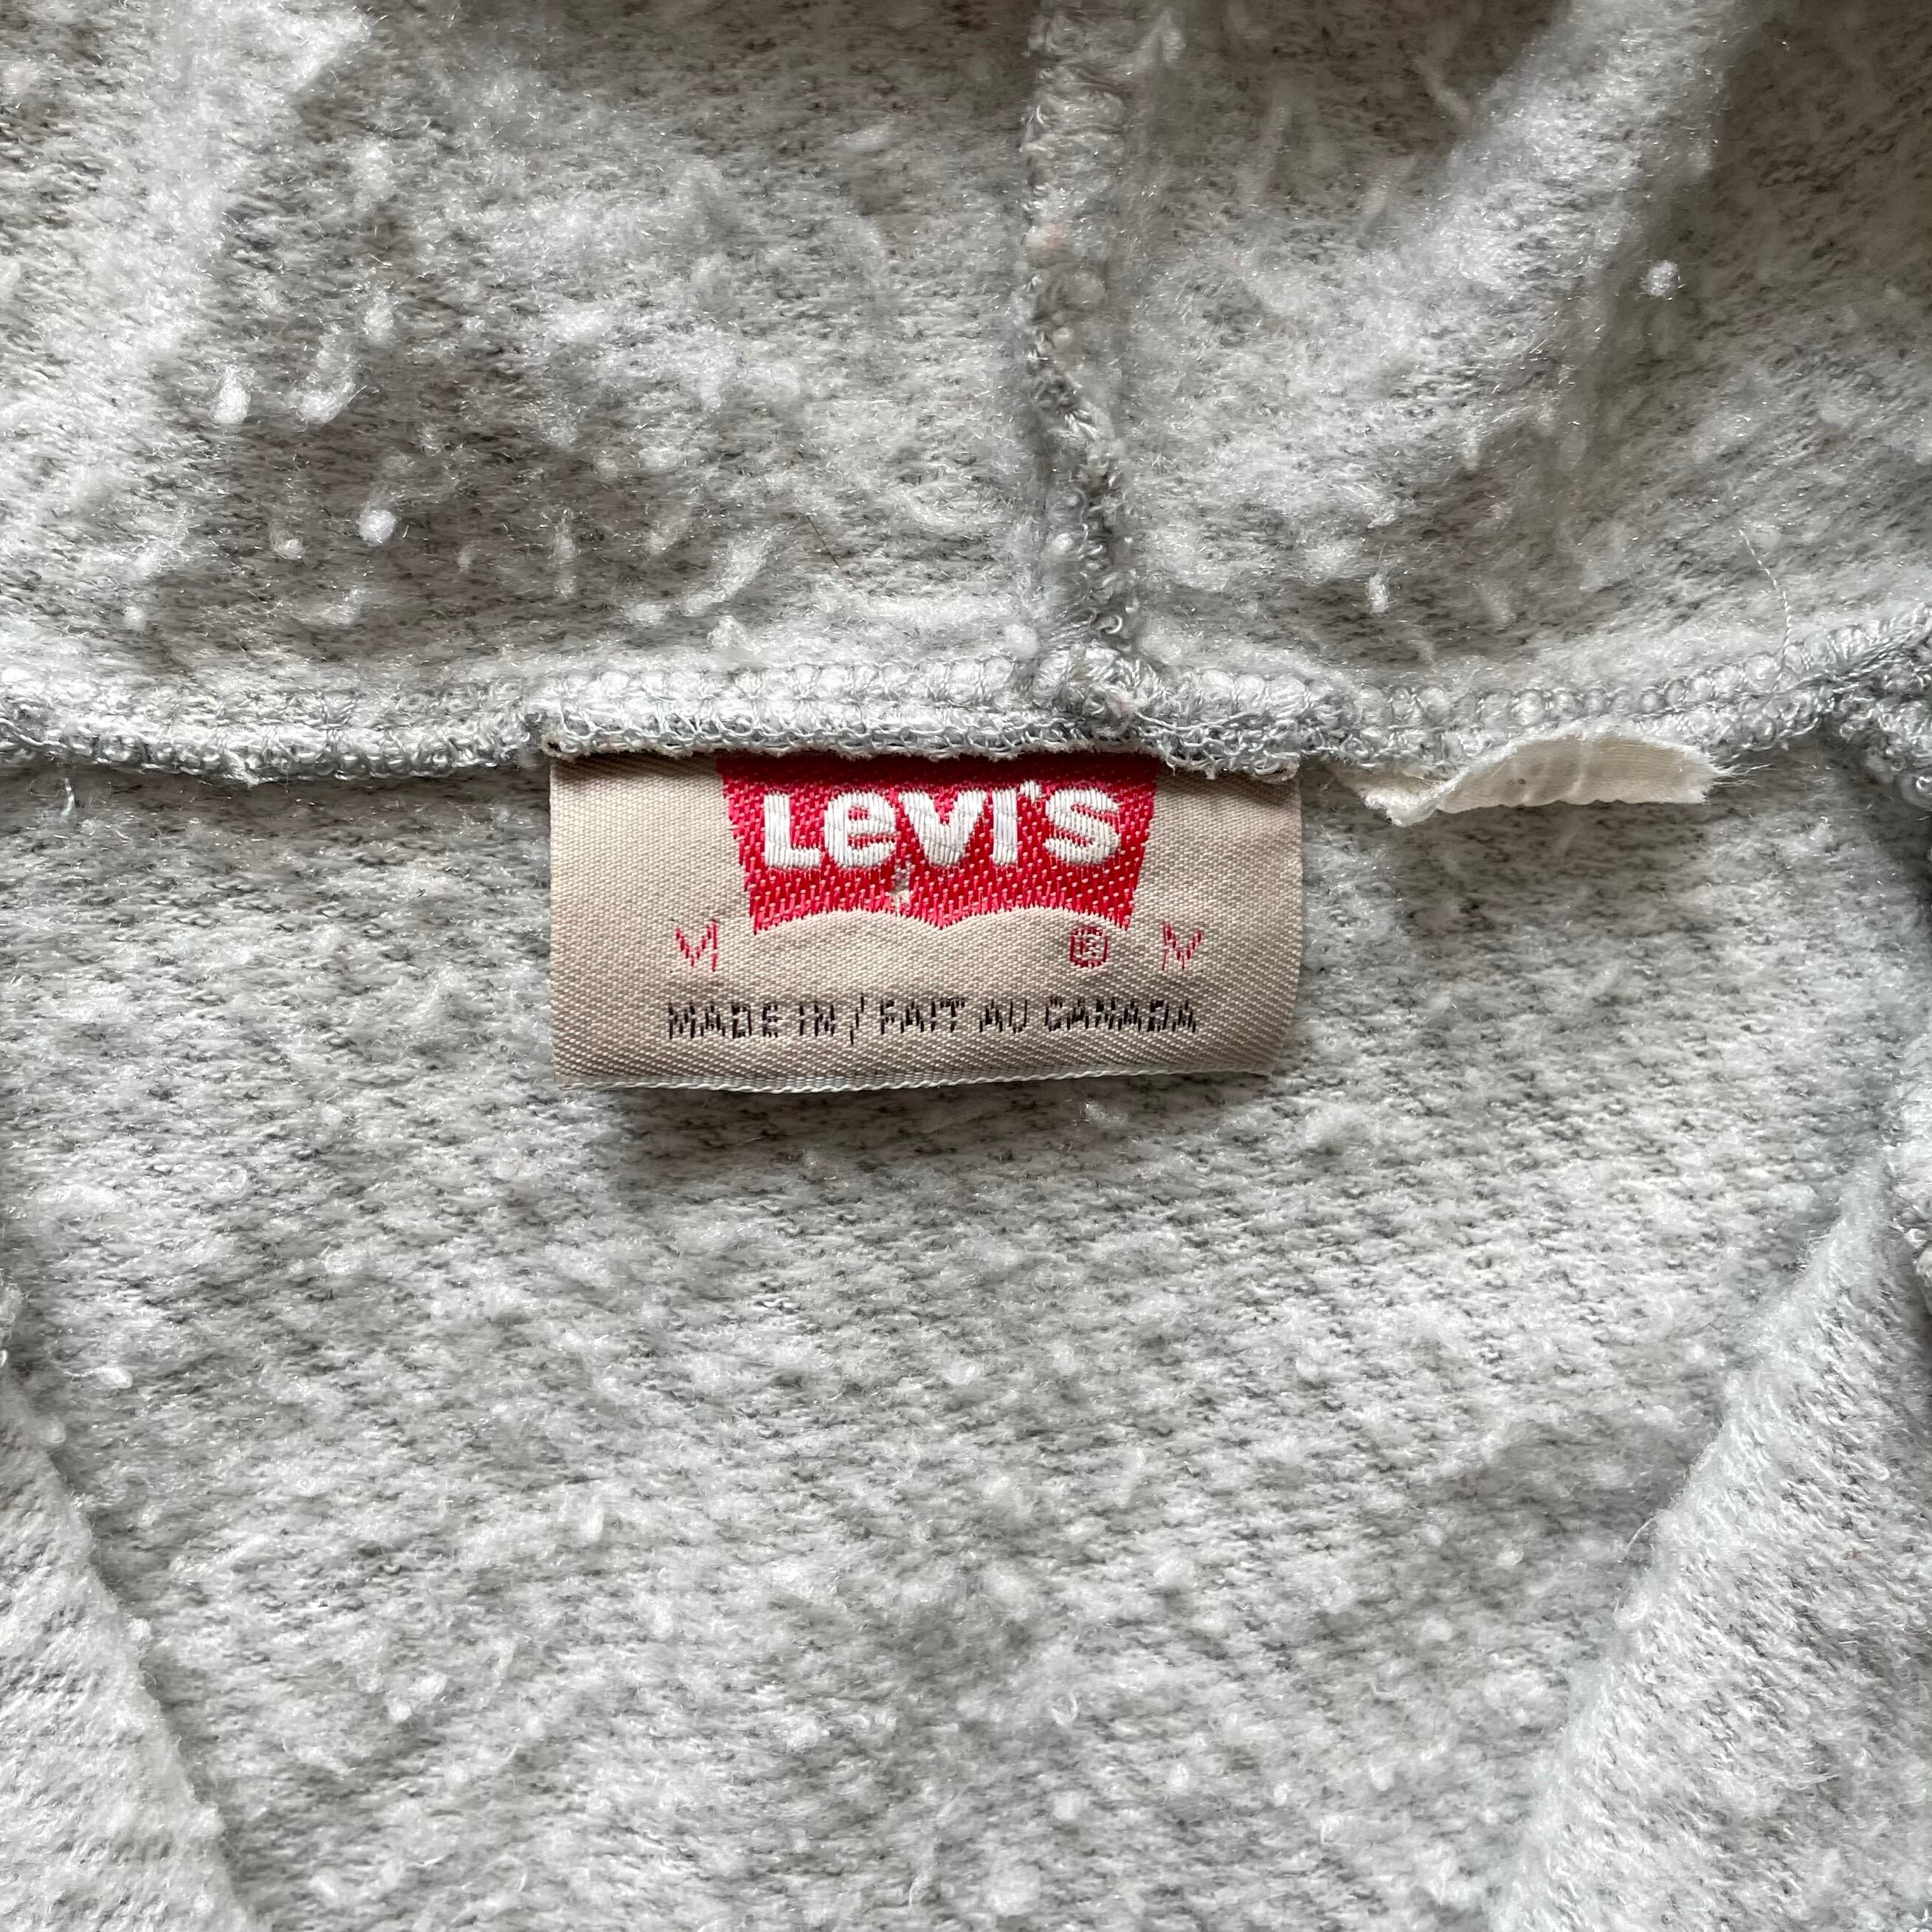 Levi's
M ® M
MADE IN / FAIT AU CANADA